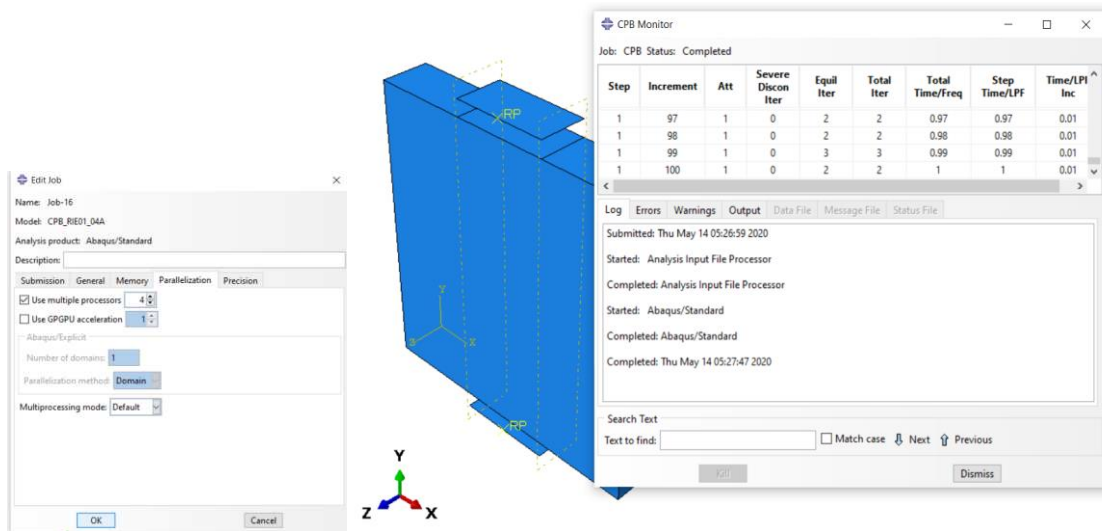 Edit Job
Name: Job-16
Model: CPB_RIE01_04A
Analysis product: Abaqus/Standard
Description:
Submission General Memory Parallelization Precision
Use multiple processors 4
Use GPGPU acceleration 1
Abaqus/Explicit
Number of domains: 1
Parallelization method: Domain
Multiprocessing mode: Default
OK Cancel
RP
Y
Z X
RP
Y
Z X
CPB Monitor
Job: CPB Status: Completed
Step Increment Att Severe Discon Iter Equil Iter Total Iter Total Time/Freq Step Time/LPF Time/LPI Inc
1 97 1 0 2 2 0.97 0.97 0.01
1 98 1 0 2 2 0.98 0.98 0.01
1 99 1 0 3 3 0.99 0.99 0.01
1 100 1 0 2 2 1 1 0.01
Log Errors Warnings Output Data File Message File Status File
Submitted: Thu May 14 05:26:59 2020
Started: Analysis Input File Processor
Completed: Analysis Input File Processor
Started: Abaqus/Standard
Completed: Abaqus/Standard
Completed: Thu May 14 05:27:47 2020
Search Text
Text to find: Match case Next Previous
Kill Dismiss